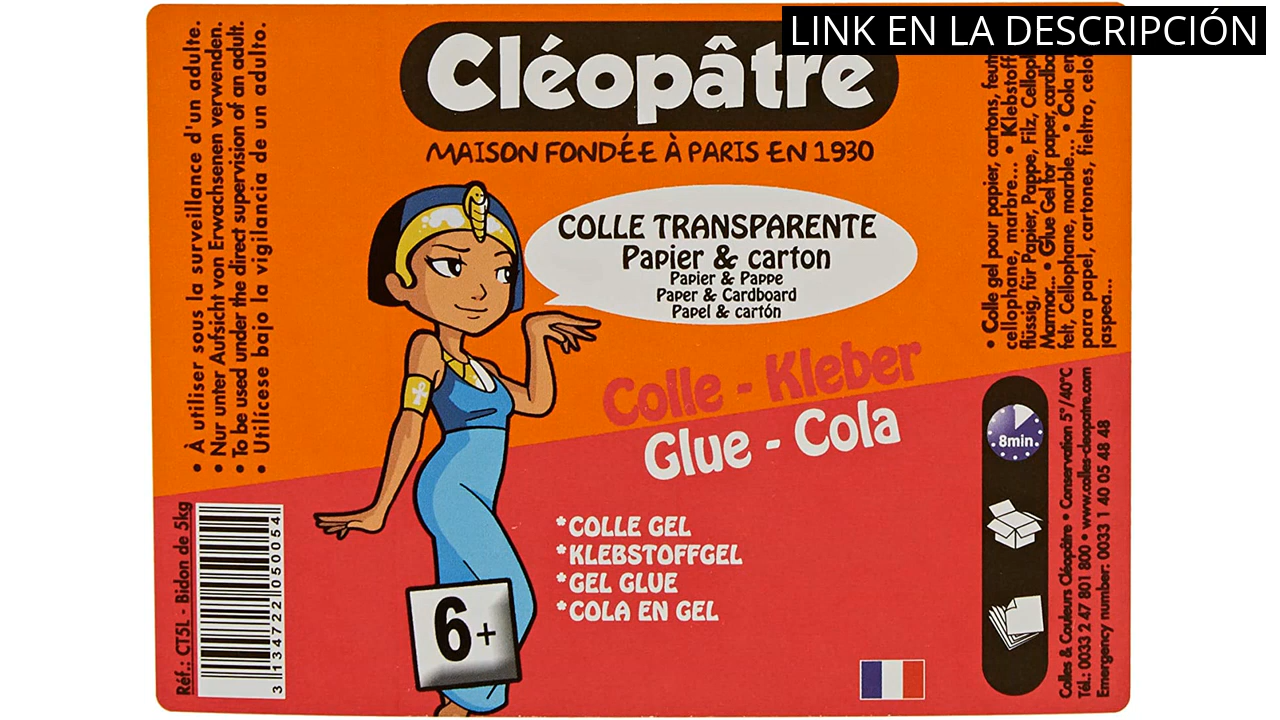 LINK EN LA DESCRIPCIÓN
Cléopâtre
MAISON FONDÉE À PARIS EN 1930
COLLE TRANSPARENTE
Papier & carton
Papier & Pappe
Paper & Cardboard
Papel & cartón
Colle - Kleber
Glue - Cola
*COLLE GEL
*KLEBSTOFFGEL
*GEL GLUE
*COLA EN GEL
6+
• À utiliser sous la surveillance d'un adulte.
• Nur unter Aufsicht von Erwachsenen verwenden.
• To be used under the direct supervision of an adult.
• Utilícese bajo la vigilancia de un adulto.
Réf.: CT5L - Bidon de 5kg
3 134722 050054
• Colle gel pour papier, cartons,
cellophane, marbre... • Klebstoff
flüssig, für Papier, Pappe, Filz,
Marmor... • Glue Gel for paper,
felt, Cellophane, marble... • Cola
para papel, cartones, fieltro,
jaspea...
8min.
Colles & Couleurs Cléopâtre • Conservation 5°/40°C
Tél.: 0033 2 47 801 800 • www.colles-cleopatre.com
Emergency number: 0033 1 40 05 48 48